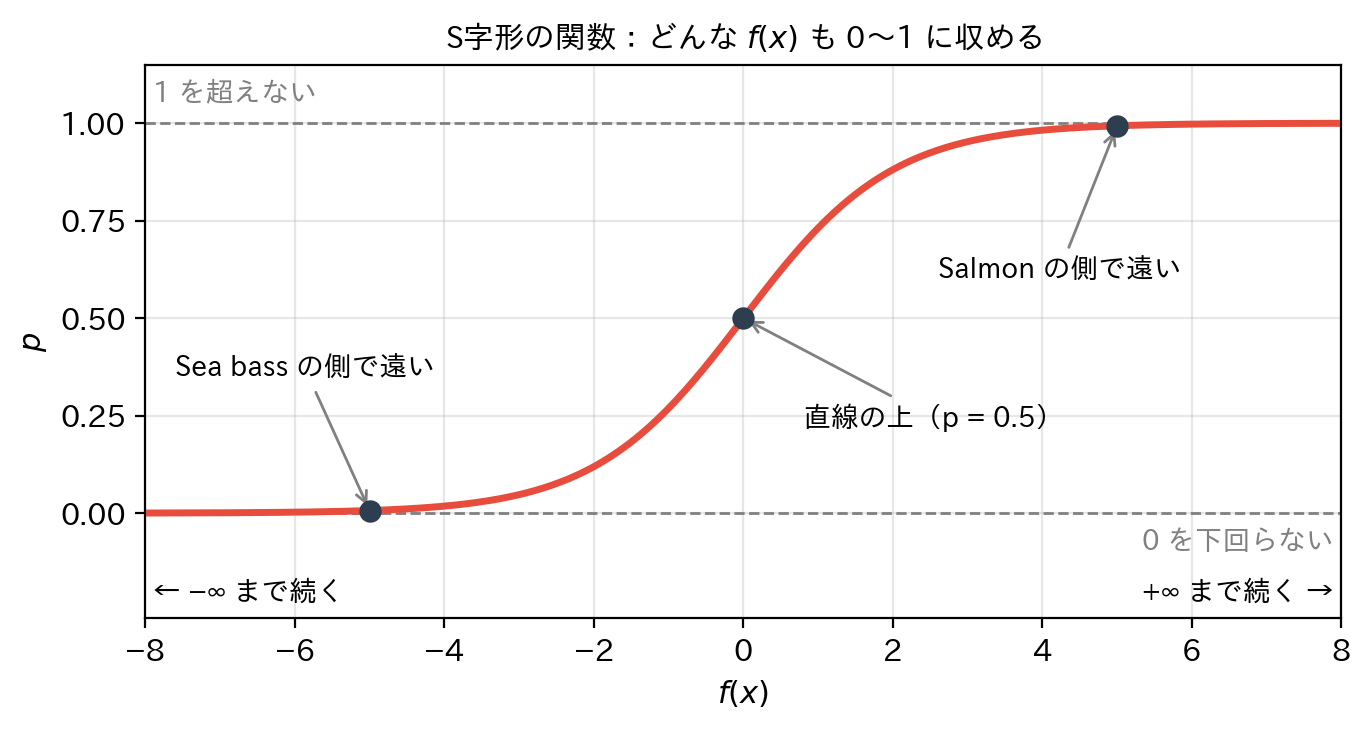 S字形の関数：どんな f(x) も 0～1 に収める
1 を超えない
1.00
0.75
0.50
0.25
0.00
p
Salmon の側で遠い
Sea bass の側で遠い
直線の上（p = 0.5）
0 を下回らない
← −∞ まで続く
+∞ まで続く →
−8
−6
−4
−2
0
2
4
6
8
f(x)